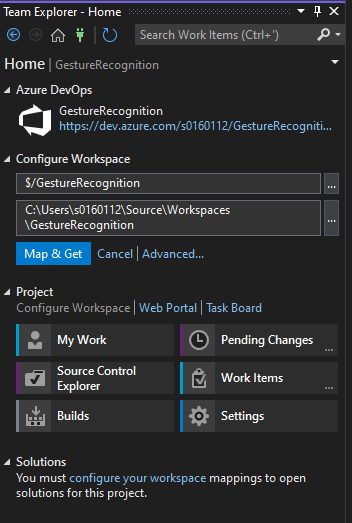 Team Explorer - Home
Search Work Items (Ctrl+')
Home | GestureRecognition
Azure DevOps
GestureRecognition
https://dev.azure.com/s0160112/GestureRecogniti...
Configure Workspace
$/GestureRecognition
...
C:\Users\s0160112\Source\Workspaces
\GestureRecognition
...
Map & Get Cancel | Advanced...
Project
Configure Workspace | Web Portal | Task Board
My Work
Pending Changes
...
Source Control
Explorer
Work Items
...
Builds
Settings
Solutions
You must configure your workspace mappings to open
solutions for this project.